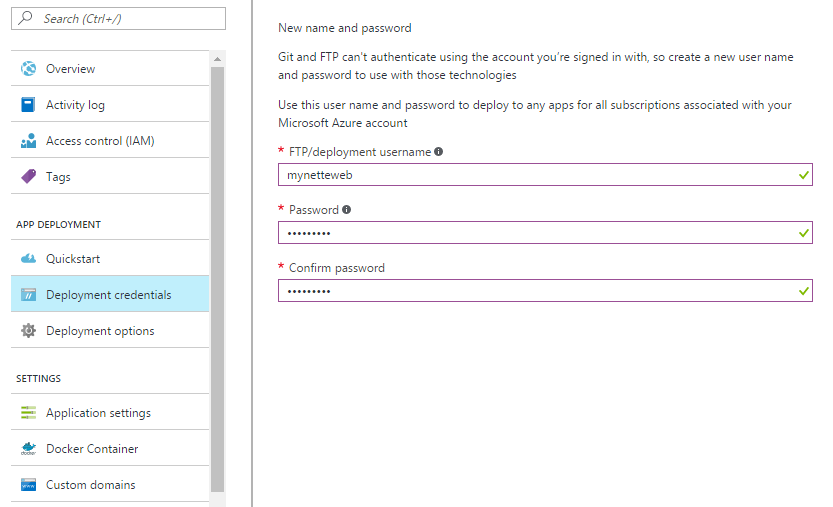 Search (Ctrl+/)
Overview
Activity log
Access control (IAM)
Tags
APP DEPLOYMENT
Quickstart
Deployment credentials
Deployment options
SETTINGS
Application settings
Docker Container
Custom domains
New name and password
Git and FTP can't authenticate using the account you're signed in with, so create a new user name
and password to use with those technologies
Use this user name and password to deploy to any apps for all subscriptions associated with your
Microsoft Azure account
* FTP/deployment username
mynetteweb
* Password
•••••••••
* Confirm password
•••••••••